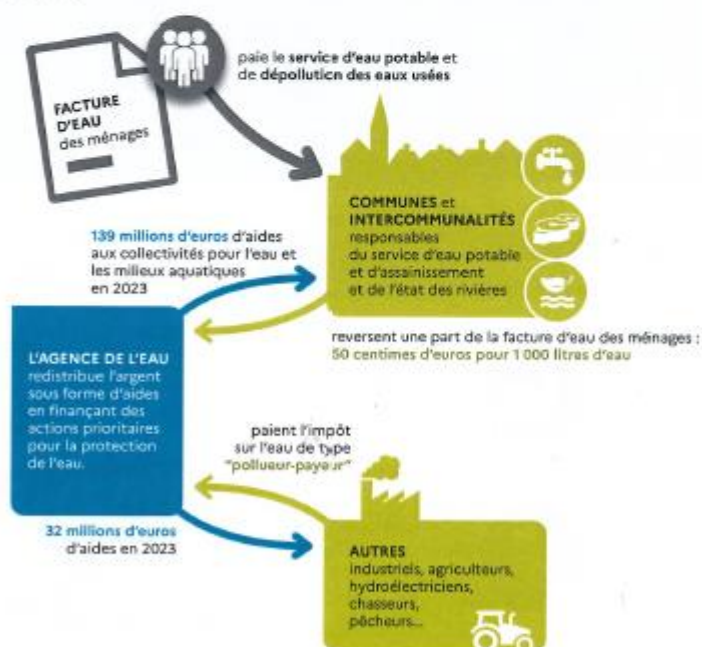 paie le service d'eau potable et
de dépollution des eaux usées
FACTURE
D'EAU
des ménages
COMMUNES et
INTERCOMMUNALITÉS
responsables
du service d'eau potable
et d'assainissement
et de l'état des rivières
139 millions d'euros d'aides
aux collectivités pour l'eau et
les milieux aquatiques
en 2023
reversent une part de la facture d'eau des ménages :
50 centimes d'euros pour 1 000 litres d'eau
L'AGENCE DE L'EAU
redistribue l'argent
sous forme d'aides
en finançant des
actions prioritaires
pour la protection
de l'eau.
paient l'impôt
sur l'eau de type
"pollueur-payeur"
32 millions d'euros
d'aides en 2023
AUTRES
industriels, agriculteurs,
hydroélectriciens,
chasseurs,
pêcheurs...